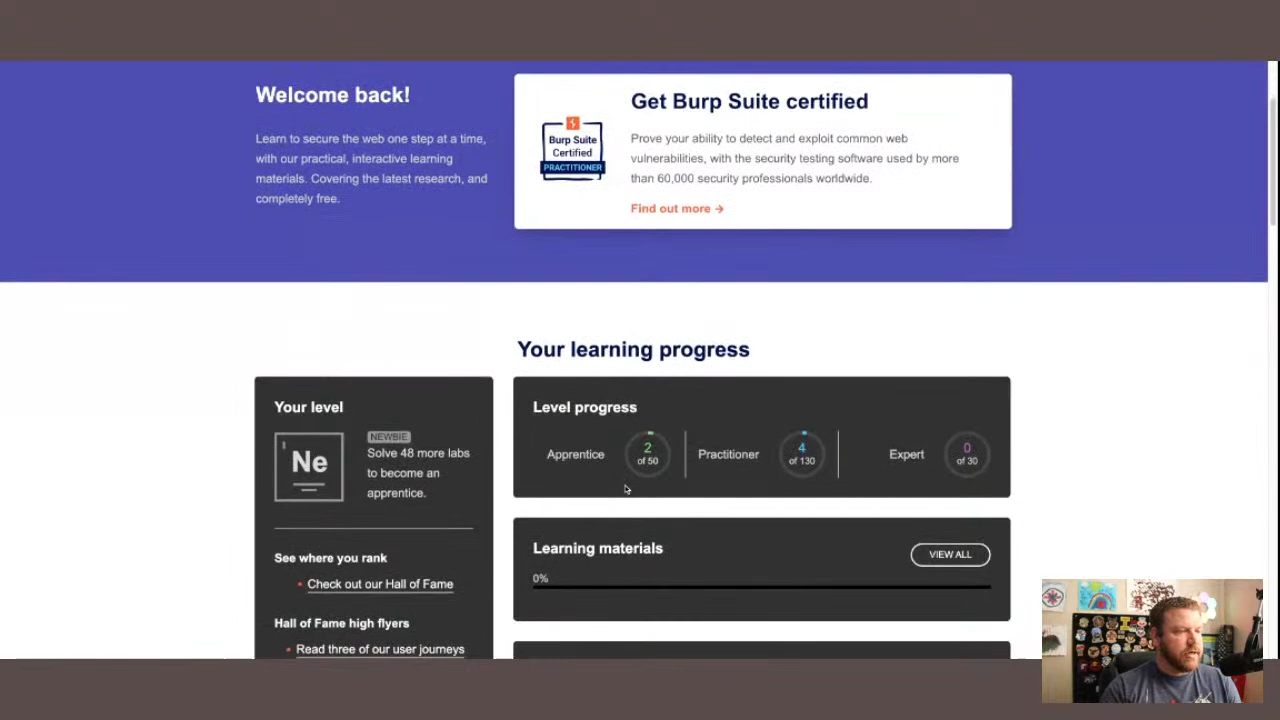 Welcome back!
Learn to secure the web one step at a time,
with our practical, interactive learning
materials. Covering the latest research, and
completely free.
Burp Suite
Certified
PRACTITIONER
Get Burp Suite certified
Prove your ability to detect and exploit common web
vulnerabilities, with the security testing software used by more
than 60,000 security professionals worldwide.
Find out more →
Your learning progress
Your level
Ne
NEWBIE
Solve 48 more labs
to become an
apprentice.
See where you rank
Check out our Hall of Fame
Hall of Fame high flyers
Read three of our user journeys
Level progress
Apprentice
2
of 50
Practitioner
4
of 130
Expert
0
of 30
Learning materials
VIEW ALL
0%